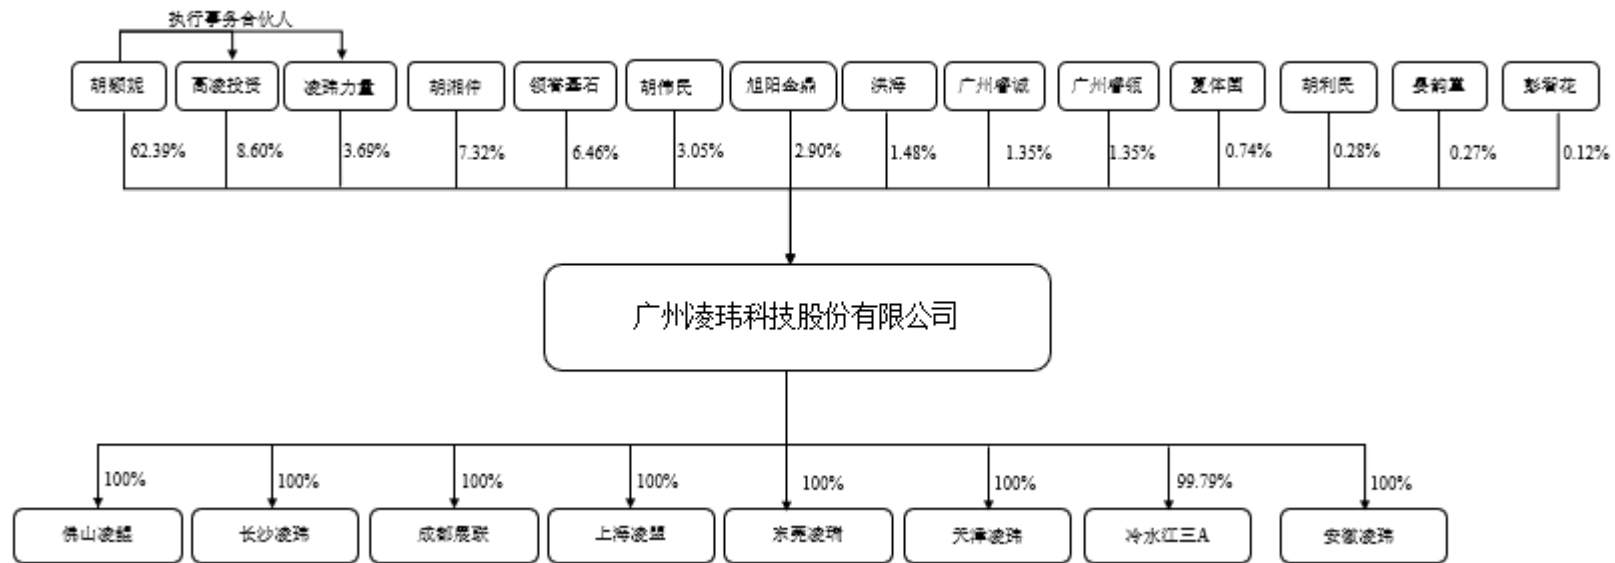 执行事务合伙人
胡颖妮 高凌投资 凌玮力量 胡湘仲 领誉基石 胡伟民 旭阳金鼎 洪海 广州睿诚 广州睿瓴 夏体围 胡利民 晏韵童 彭智花
62.39% 8.60% 3.69% 7.32% 6.46% 3.05% 2.90% 1.48% 1.35% 1.35% 0.74% 0.28% 0.27% 0.12%
广州凌玮科技股份有限公司
100% 100% 100% 100% 100% 100% 99.79% 100%
佛山凌鲲 长沙凌玮 成都展联 上海凌盟 东莞凌瑞 天津凌玮 冷水江三A 安徽凌玮